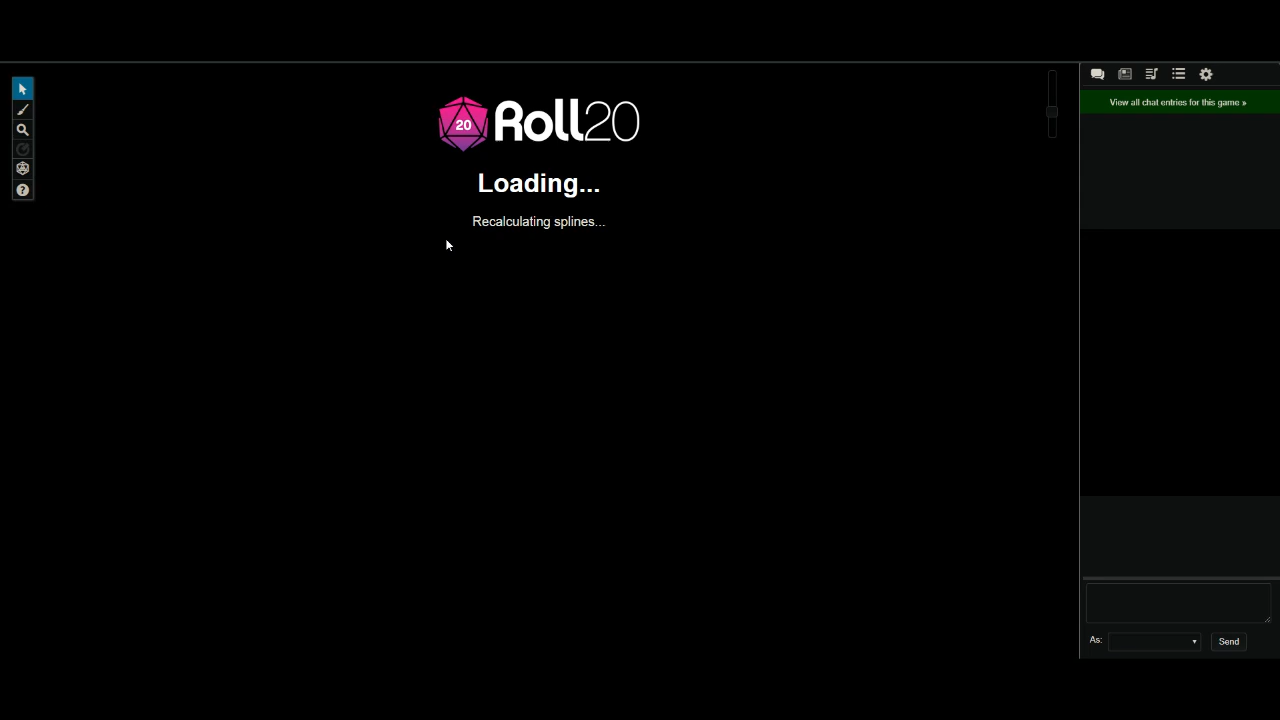 View all chat entries for this game »
20 Roll20
Loading...
Recalculating splines...
?
As:
Send